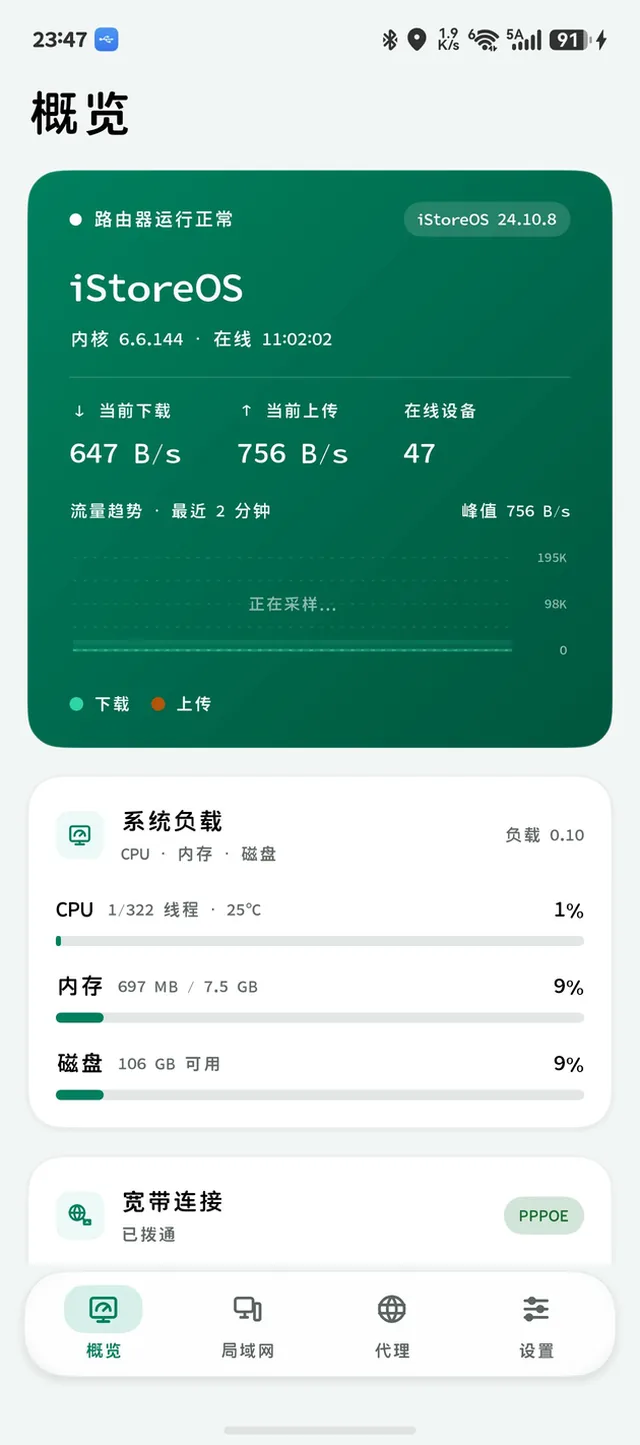 23:47 1.9 K/s 6 5A 91
概览
路由器运行正常 iStoreOS 24.10.8
iStoreOS
内核 6.6.144 · 在线 11:02:02
↓ 当前下载 ↑ 当前上传 在线设备
647 B/s 756 B/s 47
流量趋势 · 最近 2 分钟 峰值 756 B/s
195K
正在采样... 98K
0
下载 上传
系统负载
CPU · 内存 · 磁盘 负载 0.10
CPU 1/322 线程 · 25℃ 1%
内存 697 MB / 7.5 GB 9%
磁盘 106 GB 可用 9%
宽带连接
已拨通 PPPOE
概览 局域网 代理 设置